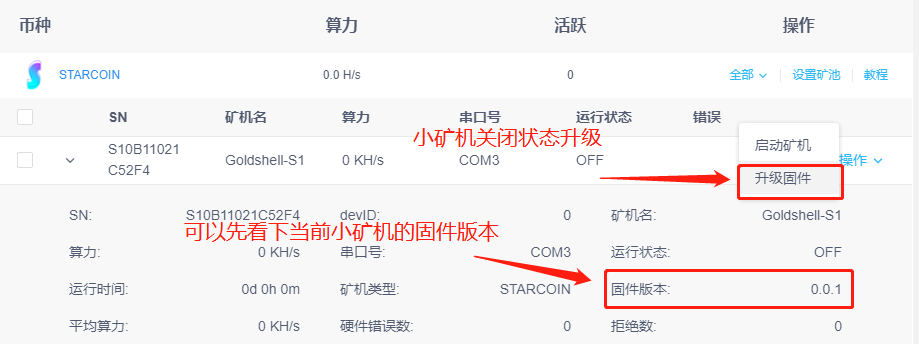 币种 算力 活跃 操作
STARCOIN 0.0 H/s 0 全部 设置矿池 教程
SN 矿机名 算力 串口号 运行状态 错误
小矿机关闭状态升级
启动矿机
S10B11021
C52F4
Goldshell-S1 0 KH/s COM3 OFF 操作
升级固件
SN: S10B11021C52F4 devID: 0 矿机名: Goldshell-S1
可以先看下当前小矿机的固件版本
算力: 0 KH/s 串口号: COM3 运行状态: OFF
运行时间: 0d 0h 0m 矿机类型: STARCOIN 固件版本: 0.0.1
平均算力: 0 KH/s 硬件错误数: 0 拒绝数: 0